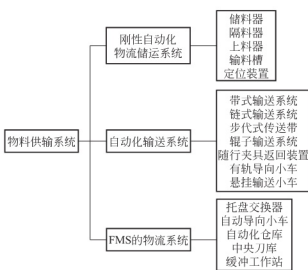 物料供输系统
刚性自动化
物流储运系统
储料器
隔料器
上料器
输料槽
定位装置
自动化输送系统
带式输送系统
链式输送系统
步代式传送带
辊子输送系统
随行夹具返回装置
有轨导向小车
悬挂输送小车
FMS的物流系统
托盘交换器
自动导向小车
自动化仓库
中央刀库
缓冲工作站